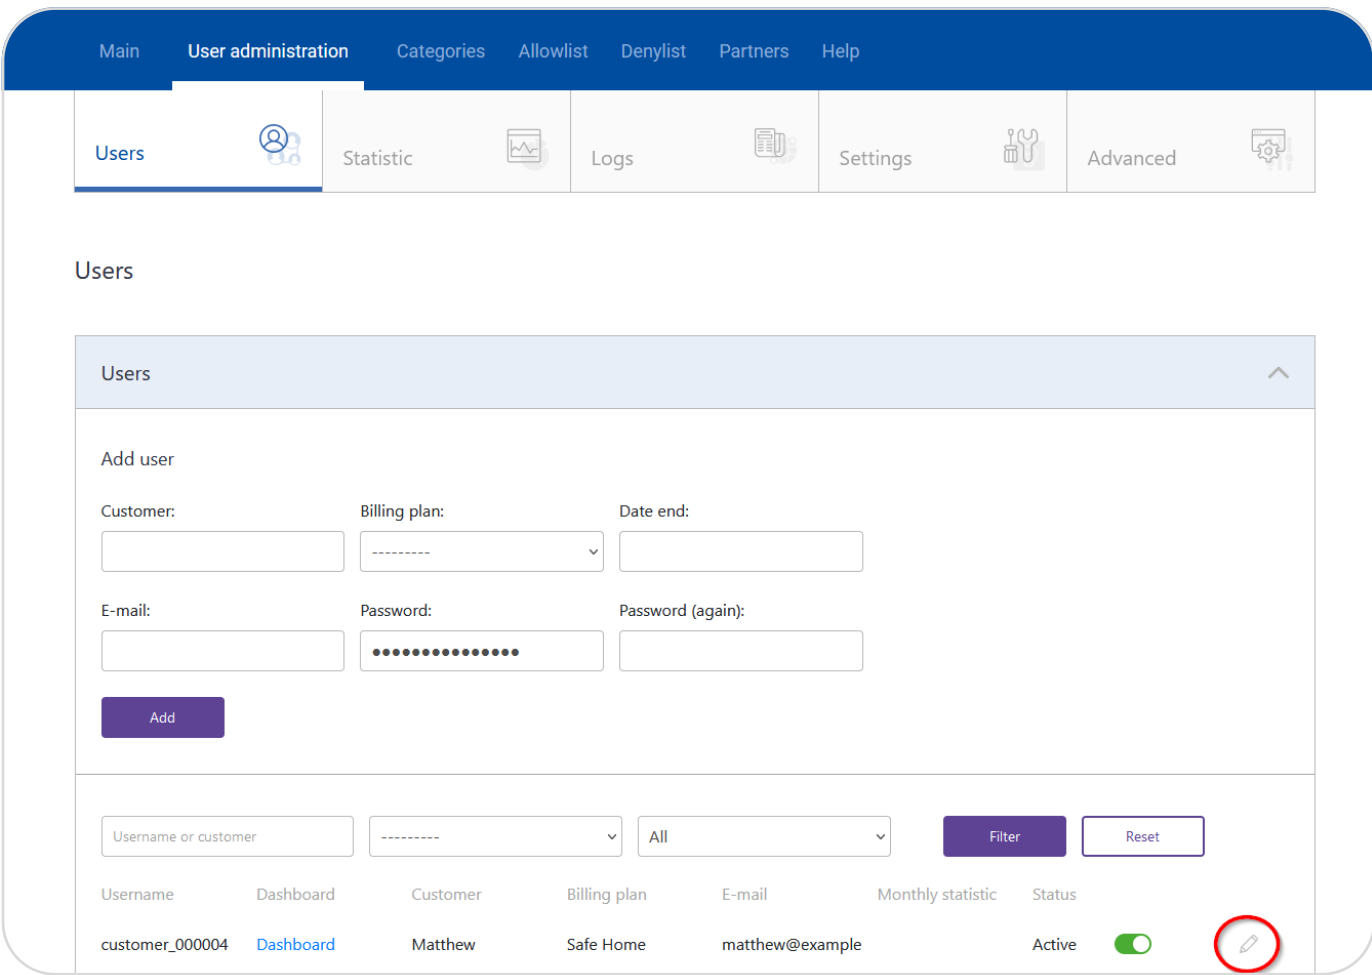 Main User administration Categories Allowlist Denylist Partners Help
Users Statistic Logs Settings Advanced
Users
Users
Add user
Customer: Billing plan: Date end:
---------
E-mail: Password: Password (again):
●●●●●●●●●●●●●●●
Add
Username or customer --------- All Filter Reset
Username Dashboard Customer Billing plan E-mail Monthly statistic Status
customer_000004 Dashboard Matthew Safe Home matthew@example Active